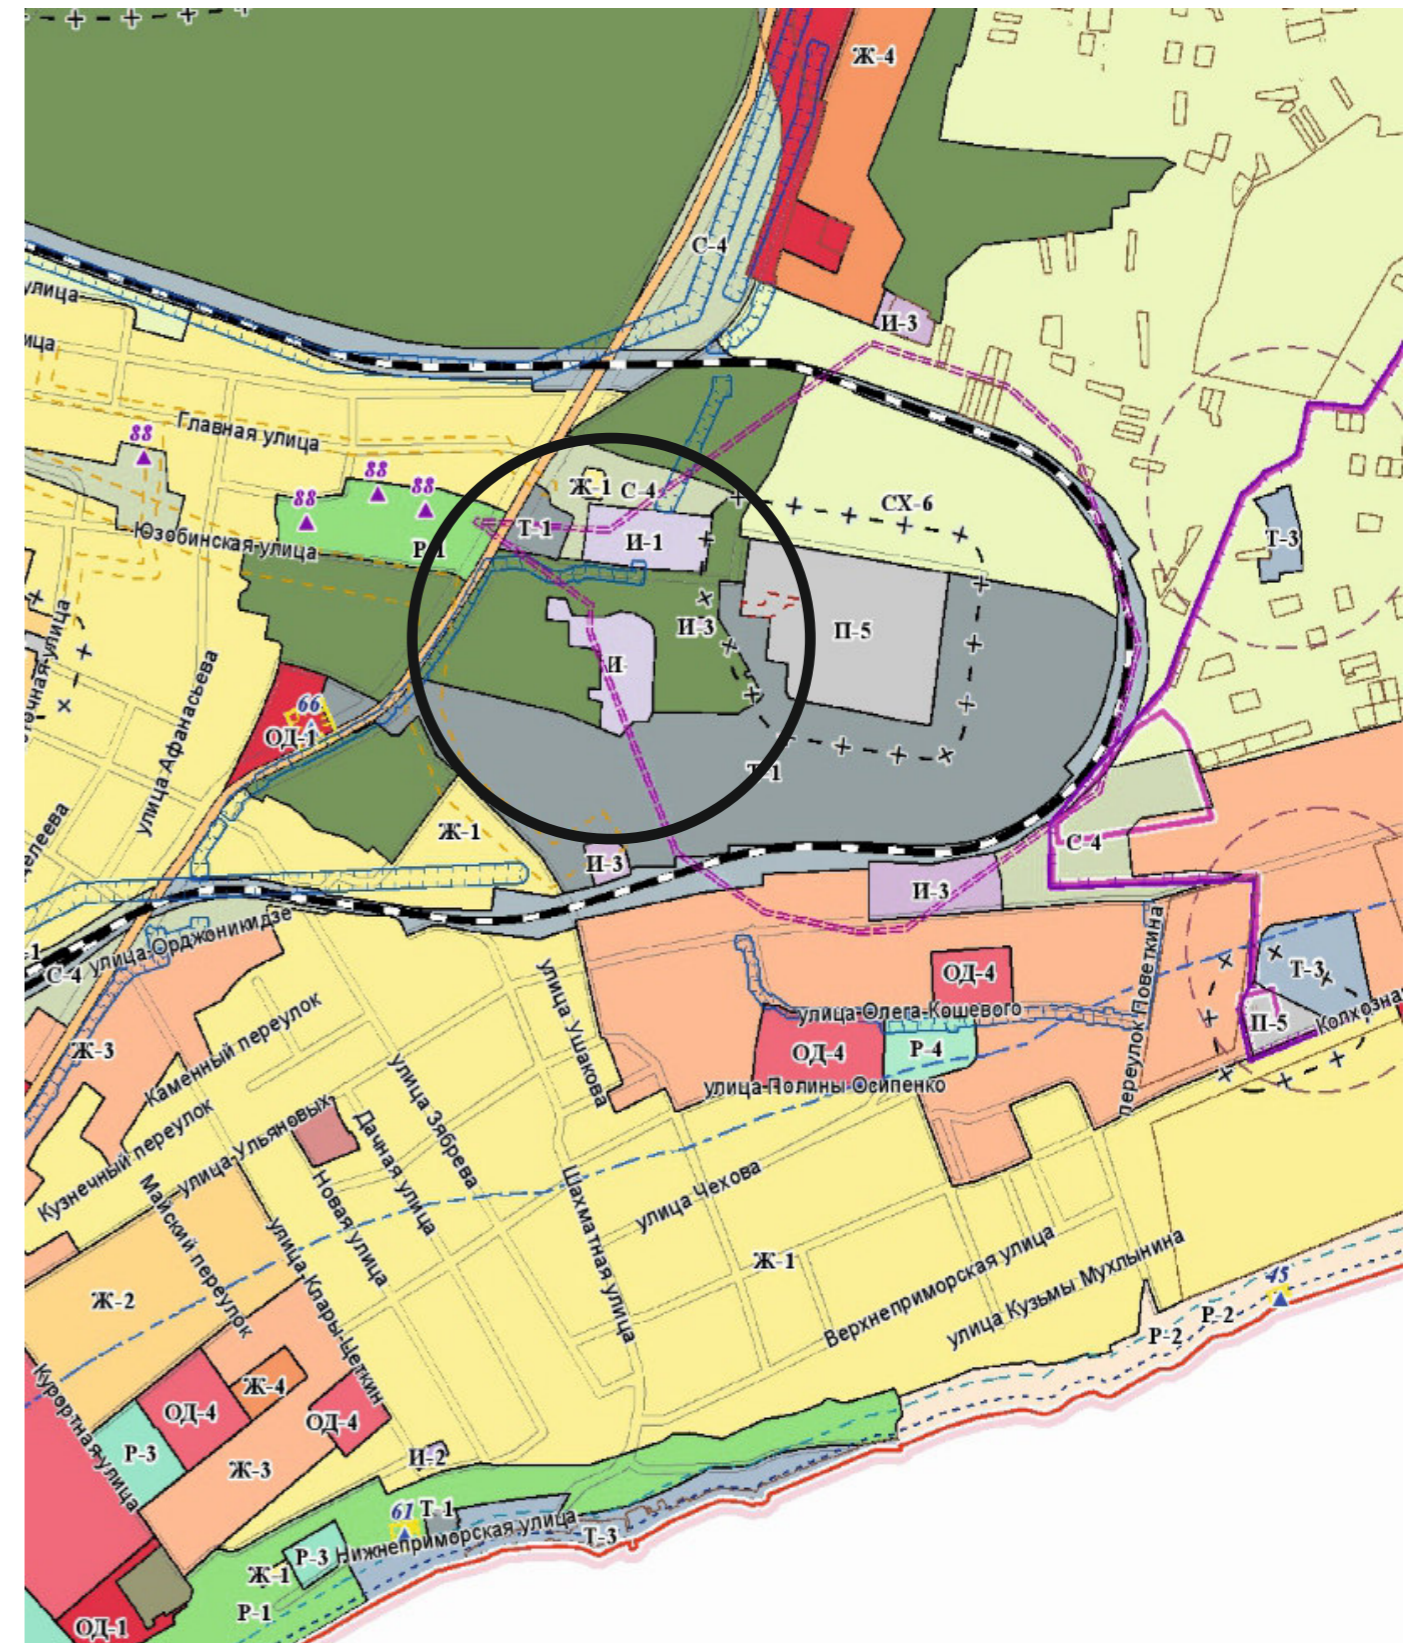 Ж-4
С-4
улица
И-3
ица
Главная улица
88
88
88
88
Ж-1
С-4
СХ-6
Юзобинская улица
Т-1
И-1
Т-3
И-3
П-5
И-
улица Афанасьева
66
ОД-1
Т-1
Ж-1
И-3
С-4
И-3
улица Орджоникидзе
С-4
ОД-4
Т-3
улица Ушакова
переулок Поветкина
улица Олега Кошевого
П-5
Колхозная
Ж-3
ОД-4
Р-4
Каменный переулок
улица Полины Осипенко
улица Зябрева
Кузнечный переулок
улица Ульяновых
Дачная улица
Майский переулок
Новая улица
Шахматная улица
улица Чехова
улица Клары Цеткин
Ж-1
Верхнеприморская улица
улица Кузьмы Мухлынина
45
Р-2
Р-2
Ж-2
Курортная улица
Ж-4
ОД-4
ОД-4
Р-3
Ж-3
И-2
61
Т-1
Нижнеприморская улица
Т-3
Р-3
Ж-1
Р-1
ОД-1